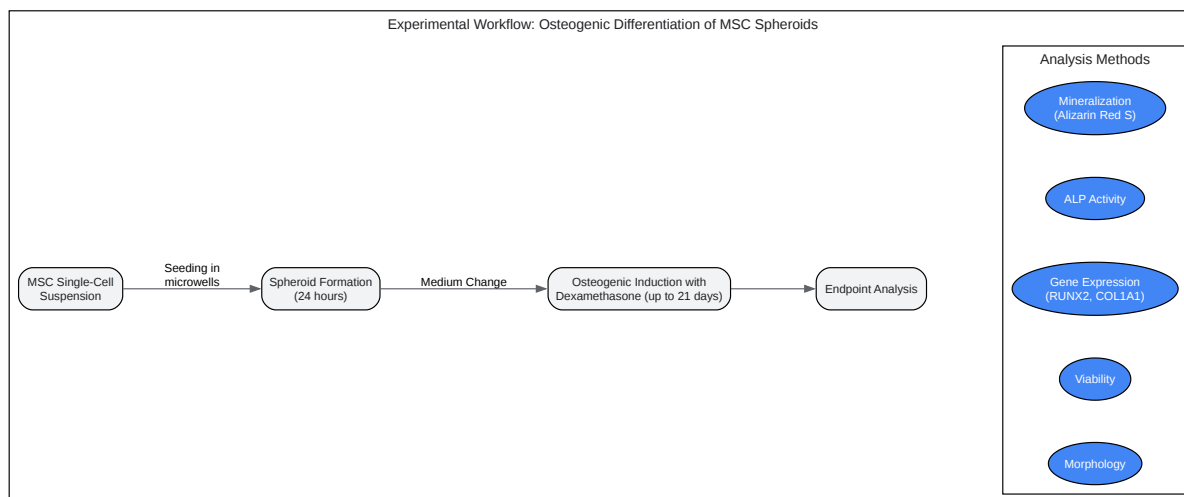 Experimental Workflow: Osteogenic Differentiation of MSC Spheroids
MSC Single-Cell
Suspension
Seeding in
microwells
Spheroid Formation
(24 hours)
Medium Change
Osteogenic Induction with
Dexamethasone (up to 21 days)
Endpoint Analysis
Analysis Methods
Mineralization
(Alizarin Red S)
ALP Activity
Gene Expression
(RUNX2, COL1A1)
Viability
Morphology